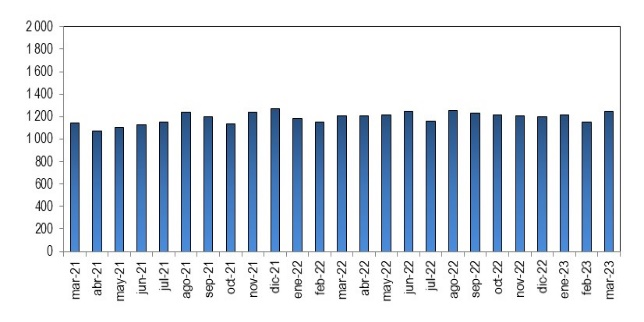 2 000
1 800
1 600
1 400
1 200
1 000
800
600
400
200
0
mar-21
abr-21
may-21
jun-21
jul-21
ago-21
sep-21
oct-21
nov-21
dic-21
ene-22
feb-22
mar-22
abr-22
may-22
jun-22
jul-22
ago-22
sep-22
oct-22
nov-22
dic-22
ene-23
feb-23
mar-23